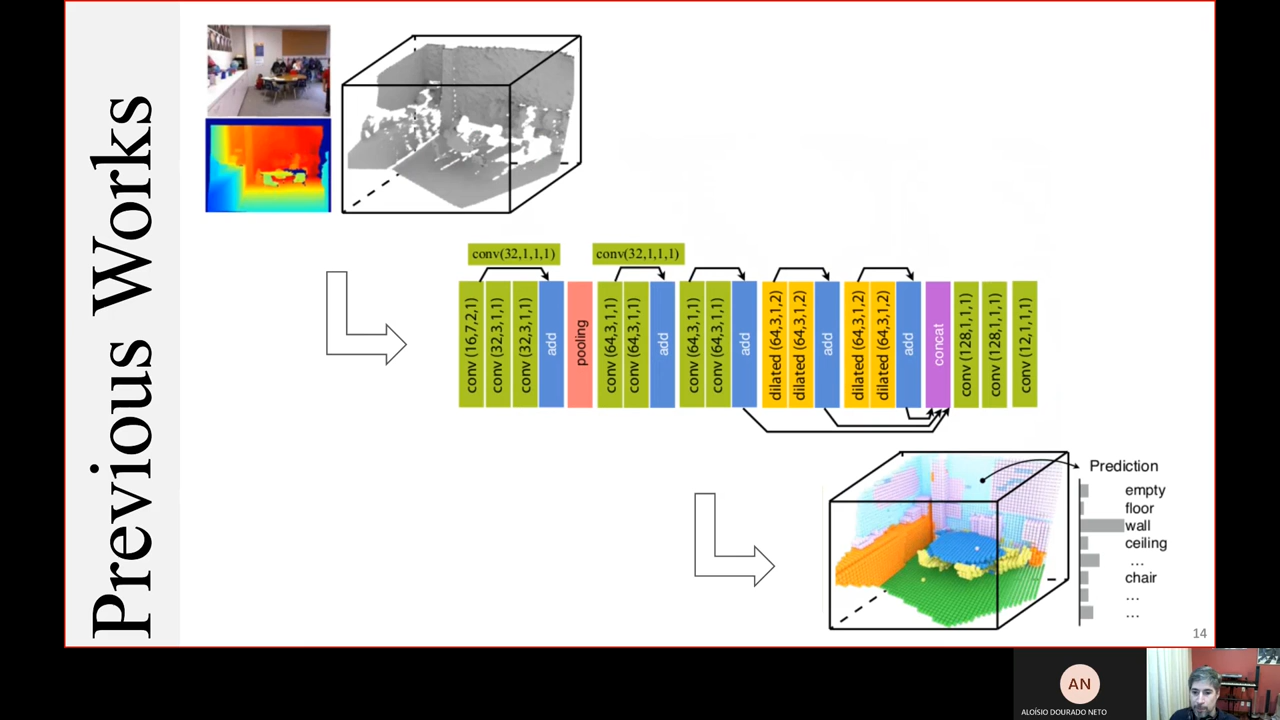 Previous Works
conv(32,1,1,1)
conv(32,1,1,1)
conv (16,7,2,1)
conv (32,3,1,1)
conv (32,3,1,1)
add
pooling
conv (64,3,1,1)
conv (64,3,1,1)
add
conv (64,3,1,1)
conv (64,3,1,1)
add
dilated (64,3,1,2)
dilated (64,3,1,2)
add
dilated (64,3,1,2)
dilated (64,3,1,2)
add
concat
conv (128,1,1,1)
conv (128,1,1,1)
conv (12,1,1,1)
Prediction
empty
floor
wall
ceiling
...
chair
...
...
14
AN
ALOÍSIO DOURADO NETO